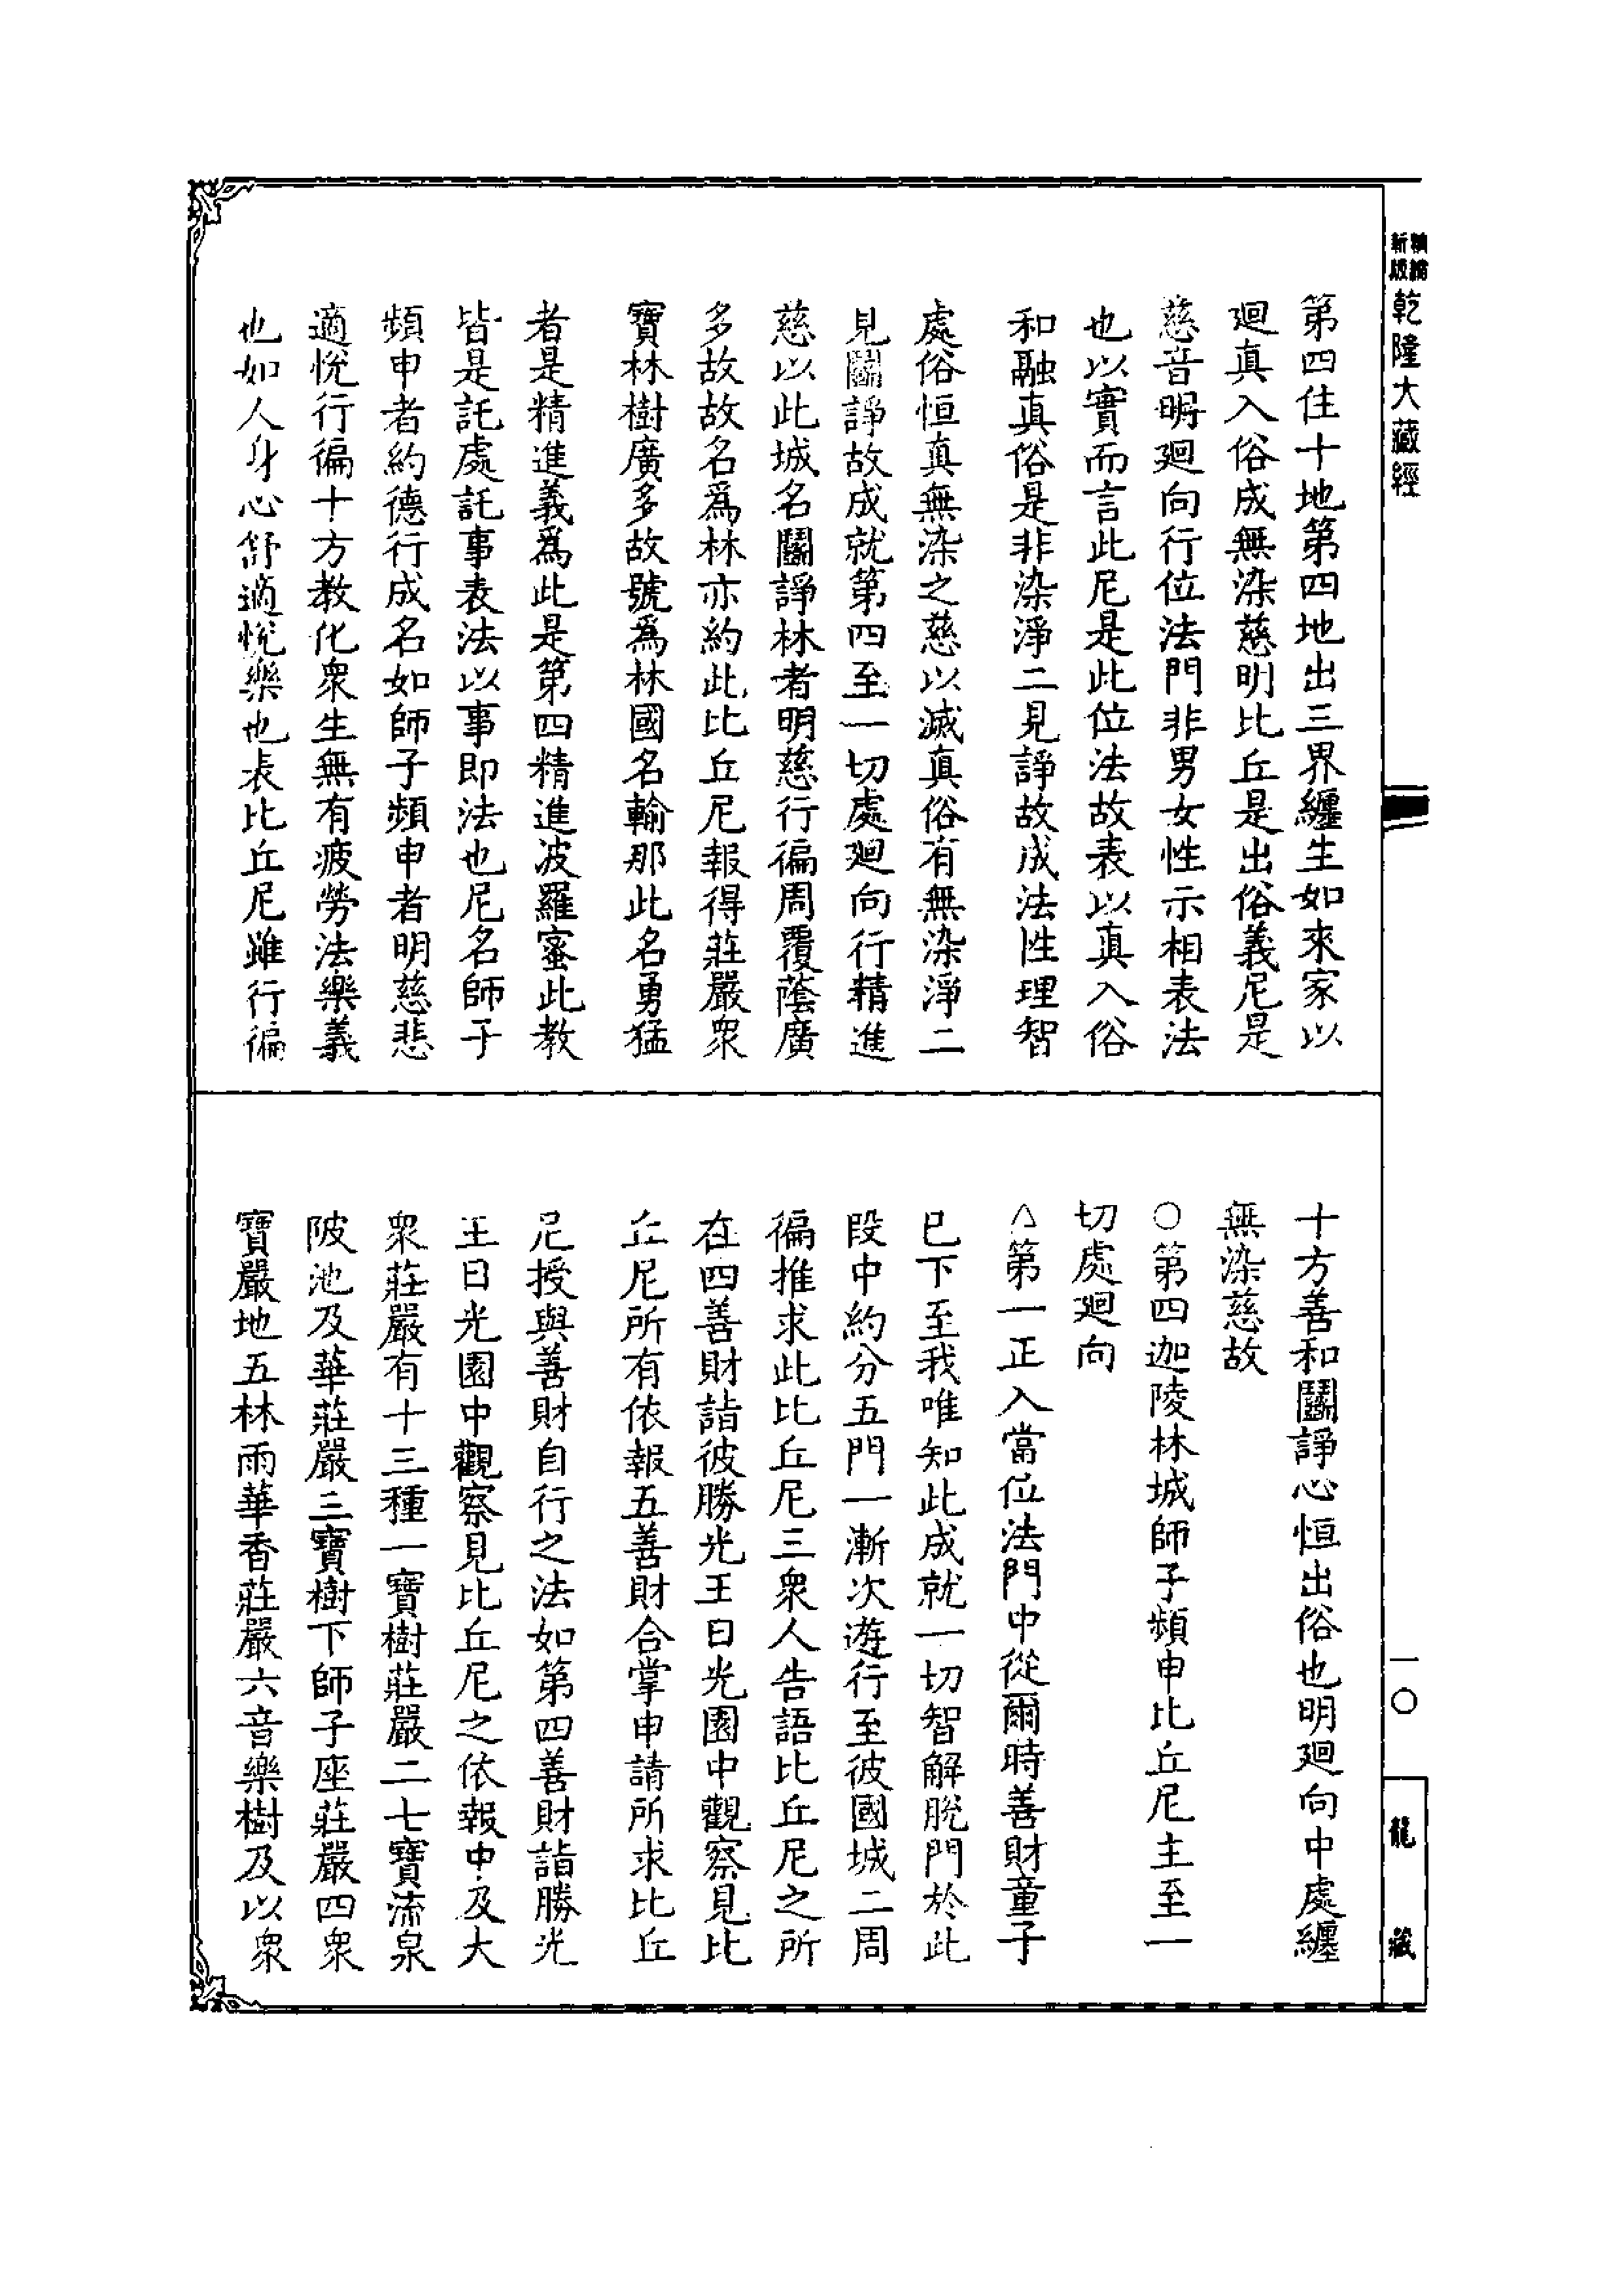 新版
精縮
乾隆大藏經
第四住十地第四地出三界纏生如來家以
廻真入俗成無染慈明比丘是出俗義尼是
慈音明廻向行位法門非男女性示相表法
也以實而言此尼是此位法故表以真入俗
和融真俗是非染淨二見諍故成法性理智
處俗恒真無染之慈以滅真俗有無染淨二
見鬭諍故成就第四至一切處廻向行精進
慈以此城名鬭諍林者明慈行徧周覆蔭廣
多故故名爲林亦約此比丘尼報得莊嚴衆
寶林樹廣多故號爲林國名輸那此名勇猛
者是精進義爲此是第四精進波羅蜜此教
皆是託處託事表法以事即法也尼名師子
頻申者約德行成名如師子頻申者明慈悲
適悅行徧十方教化衆生無有疲勞法樂義
也如人身心舒適悅樂也表比丘尼雖行徧
十方善和鬭諍心恒出俗也明廻向中處纏
無染慈故
○第四迦陵林城師子頻申比丘尼主至一
切處廻向
△第一正入當位法門中從爾時善財童子
已下至我唯知此成就一切智解脫門於此
段中約分五門一漸次遊行至彼國城二周
徧推求此比丘尼三衆人告語比丘尼之所
在四善財詣彼勝光王日光園中觀察見比
丘尼所有依報五善財合掌申請所求比丘
尼授與善財自行之法如第四善財詣勝光
王日光園中觀察見比丘尼之依報中及大
衆莊嚴有十三種一寶樹莊嚴二七寶流泉
陂池及華莊嚴三寶樹下師子座莊嚴四衆
寶嚴地五林雨華香莊嚴六音樂樹及以衆
一○
龍藏